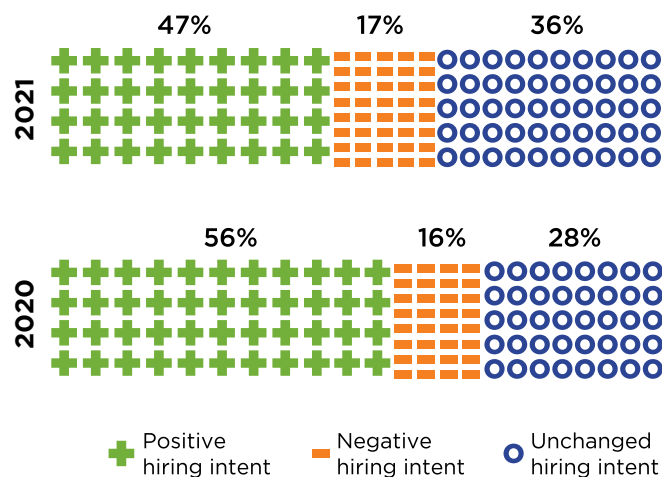 47% 17% 36%
2021
56% 16% 28%
2020
Positive
hiring intent
Negative
hiring intent
Unchanged
hiring intent